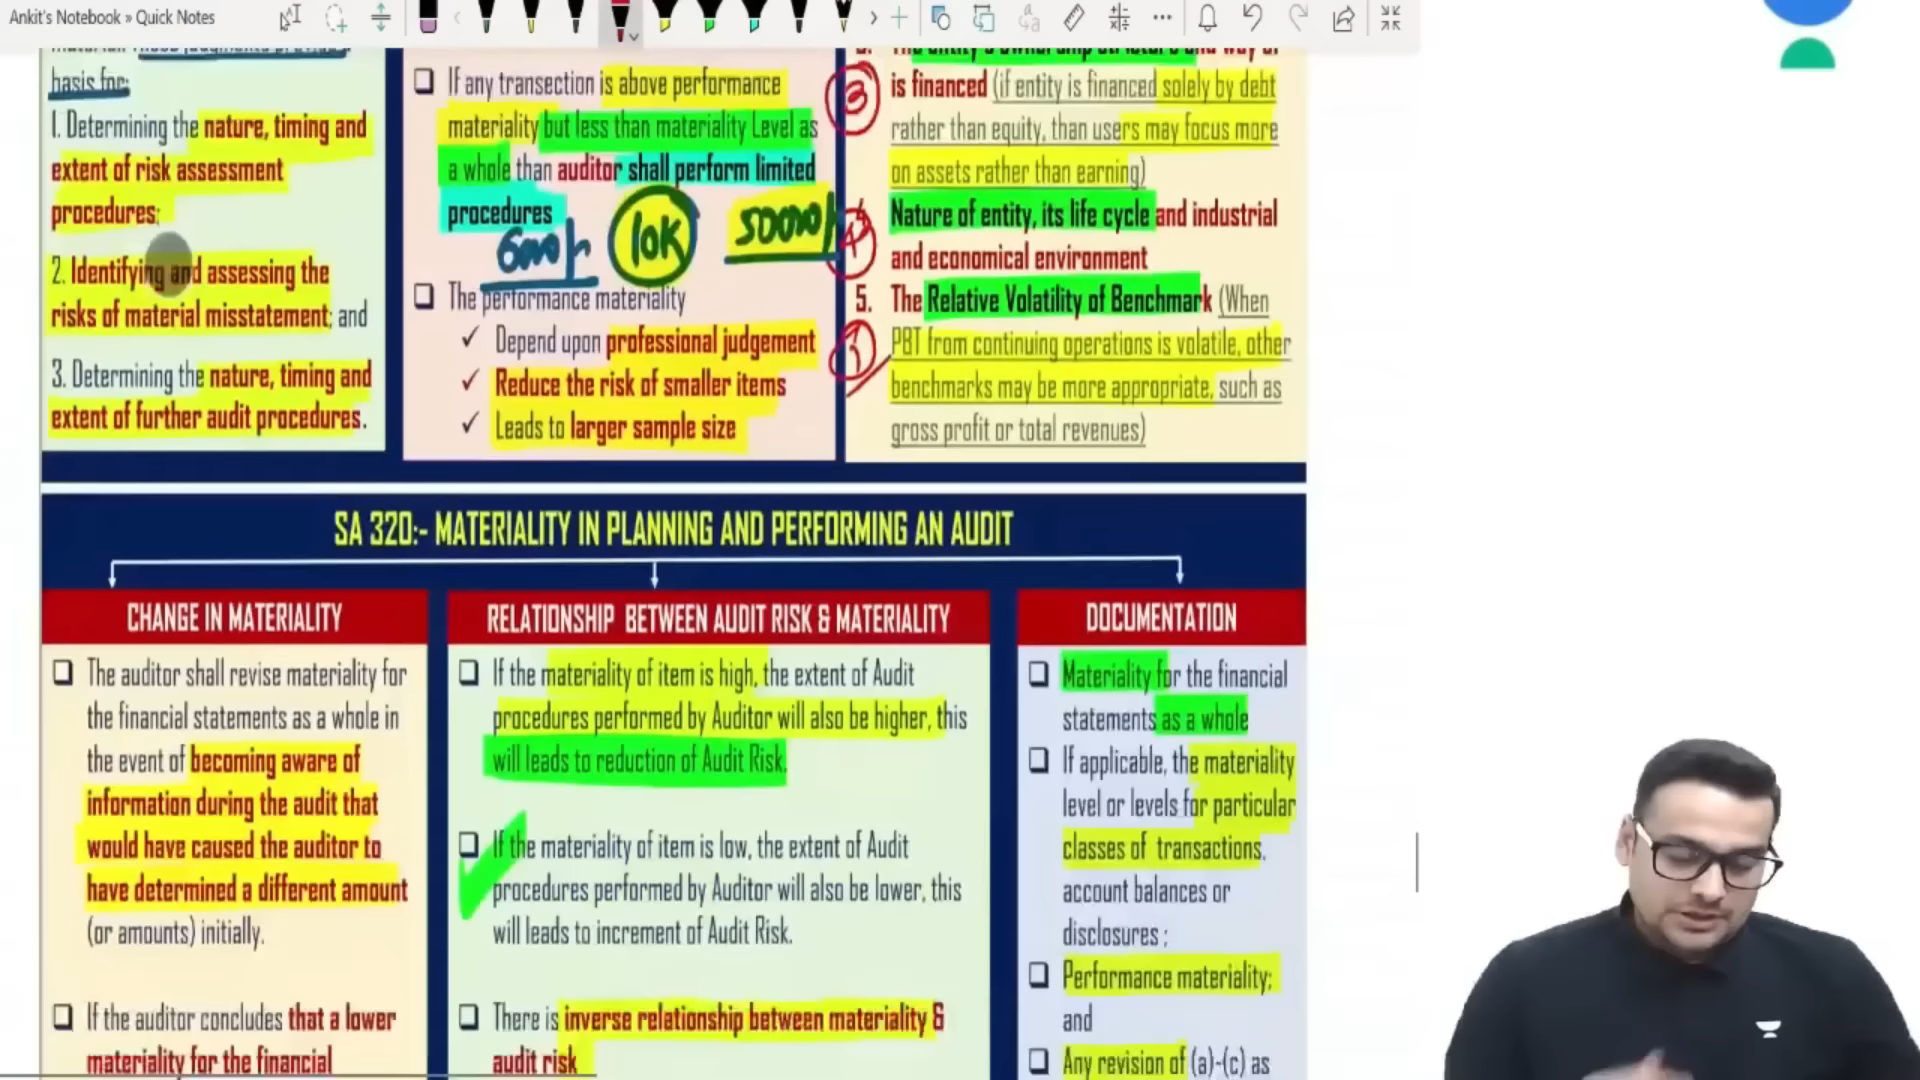 Ankit's Notebook » Quick Notes
basis for:
1. Determining the nature, timing and
extent of risk assessment
procedures;
2. Identifying and assessing the
risks of material misstatement; and
3. Determining the nature, timing and
extent of further audit procedures.
If any transection is above performance
materiality but less than materiality Level as
a whole than auditor shall perform limited
procedures
10K
The performance materiality
✓ Depend upon professional judgement
✓ Reduce the risk of smaller items
✓ Leads to larger sample size
is financed (if entity is financed solely by debt
rather than equity, than users may focus more
on assets rather than earning)
Nature of entity, its life cycle and industrial
and economical environment
5. The Relative Volatility of Benchmark (When
PBT from continuing operations is volatile, other
benchmarks may be more appropriate, such as
gross profit or total revenues)
SA 320:- MATERIALITY IN PLANNING AND PERFORMING AN AUDIT
CHANGE IN MATERIALITY
The auditor shall revise materiality for
the financial statements as a whole in
the event of becoming aware of
information during the audit that
would have caused the auditor to
have determined a different amount
(or amounts) initially.
If the auditor concludes that a lower
materiality for the financial
RELATIONSHIP BETWEEN AUDIT RISK & MATERIALITY
If the materiality of item is high, the extent of Audit
procedures performed by Auditor will also be higher, this
will leads to reduction of Audit Risk.
If the materiality of item is low, the extent of Audit
procedures performed by Auditor will also be lower, this
will leads to increment of Audit Risk.
There is inverse relationship between materiality &
audit risk
DOCUMENTATION
Materiality for the financial
statements as a whole
If applicable, the materiality
level or levels for particular
classes of transactions,
account balances or
disclosures ;
Performance materiality;
and
Any revision of (a)-(c) as